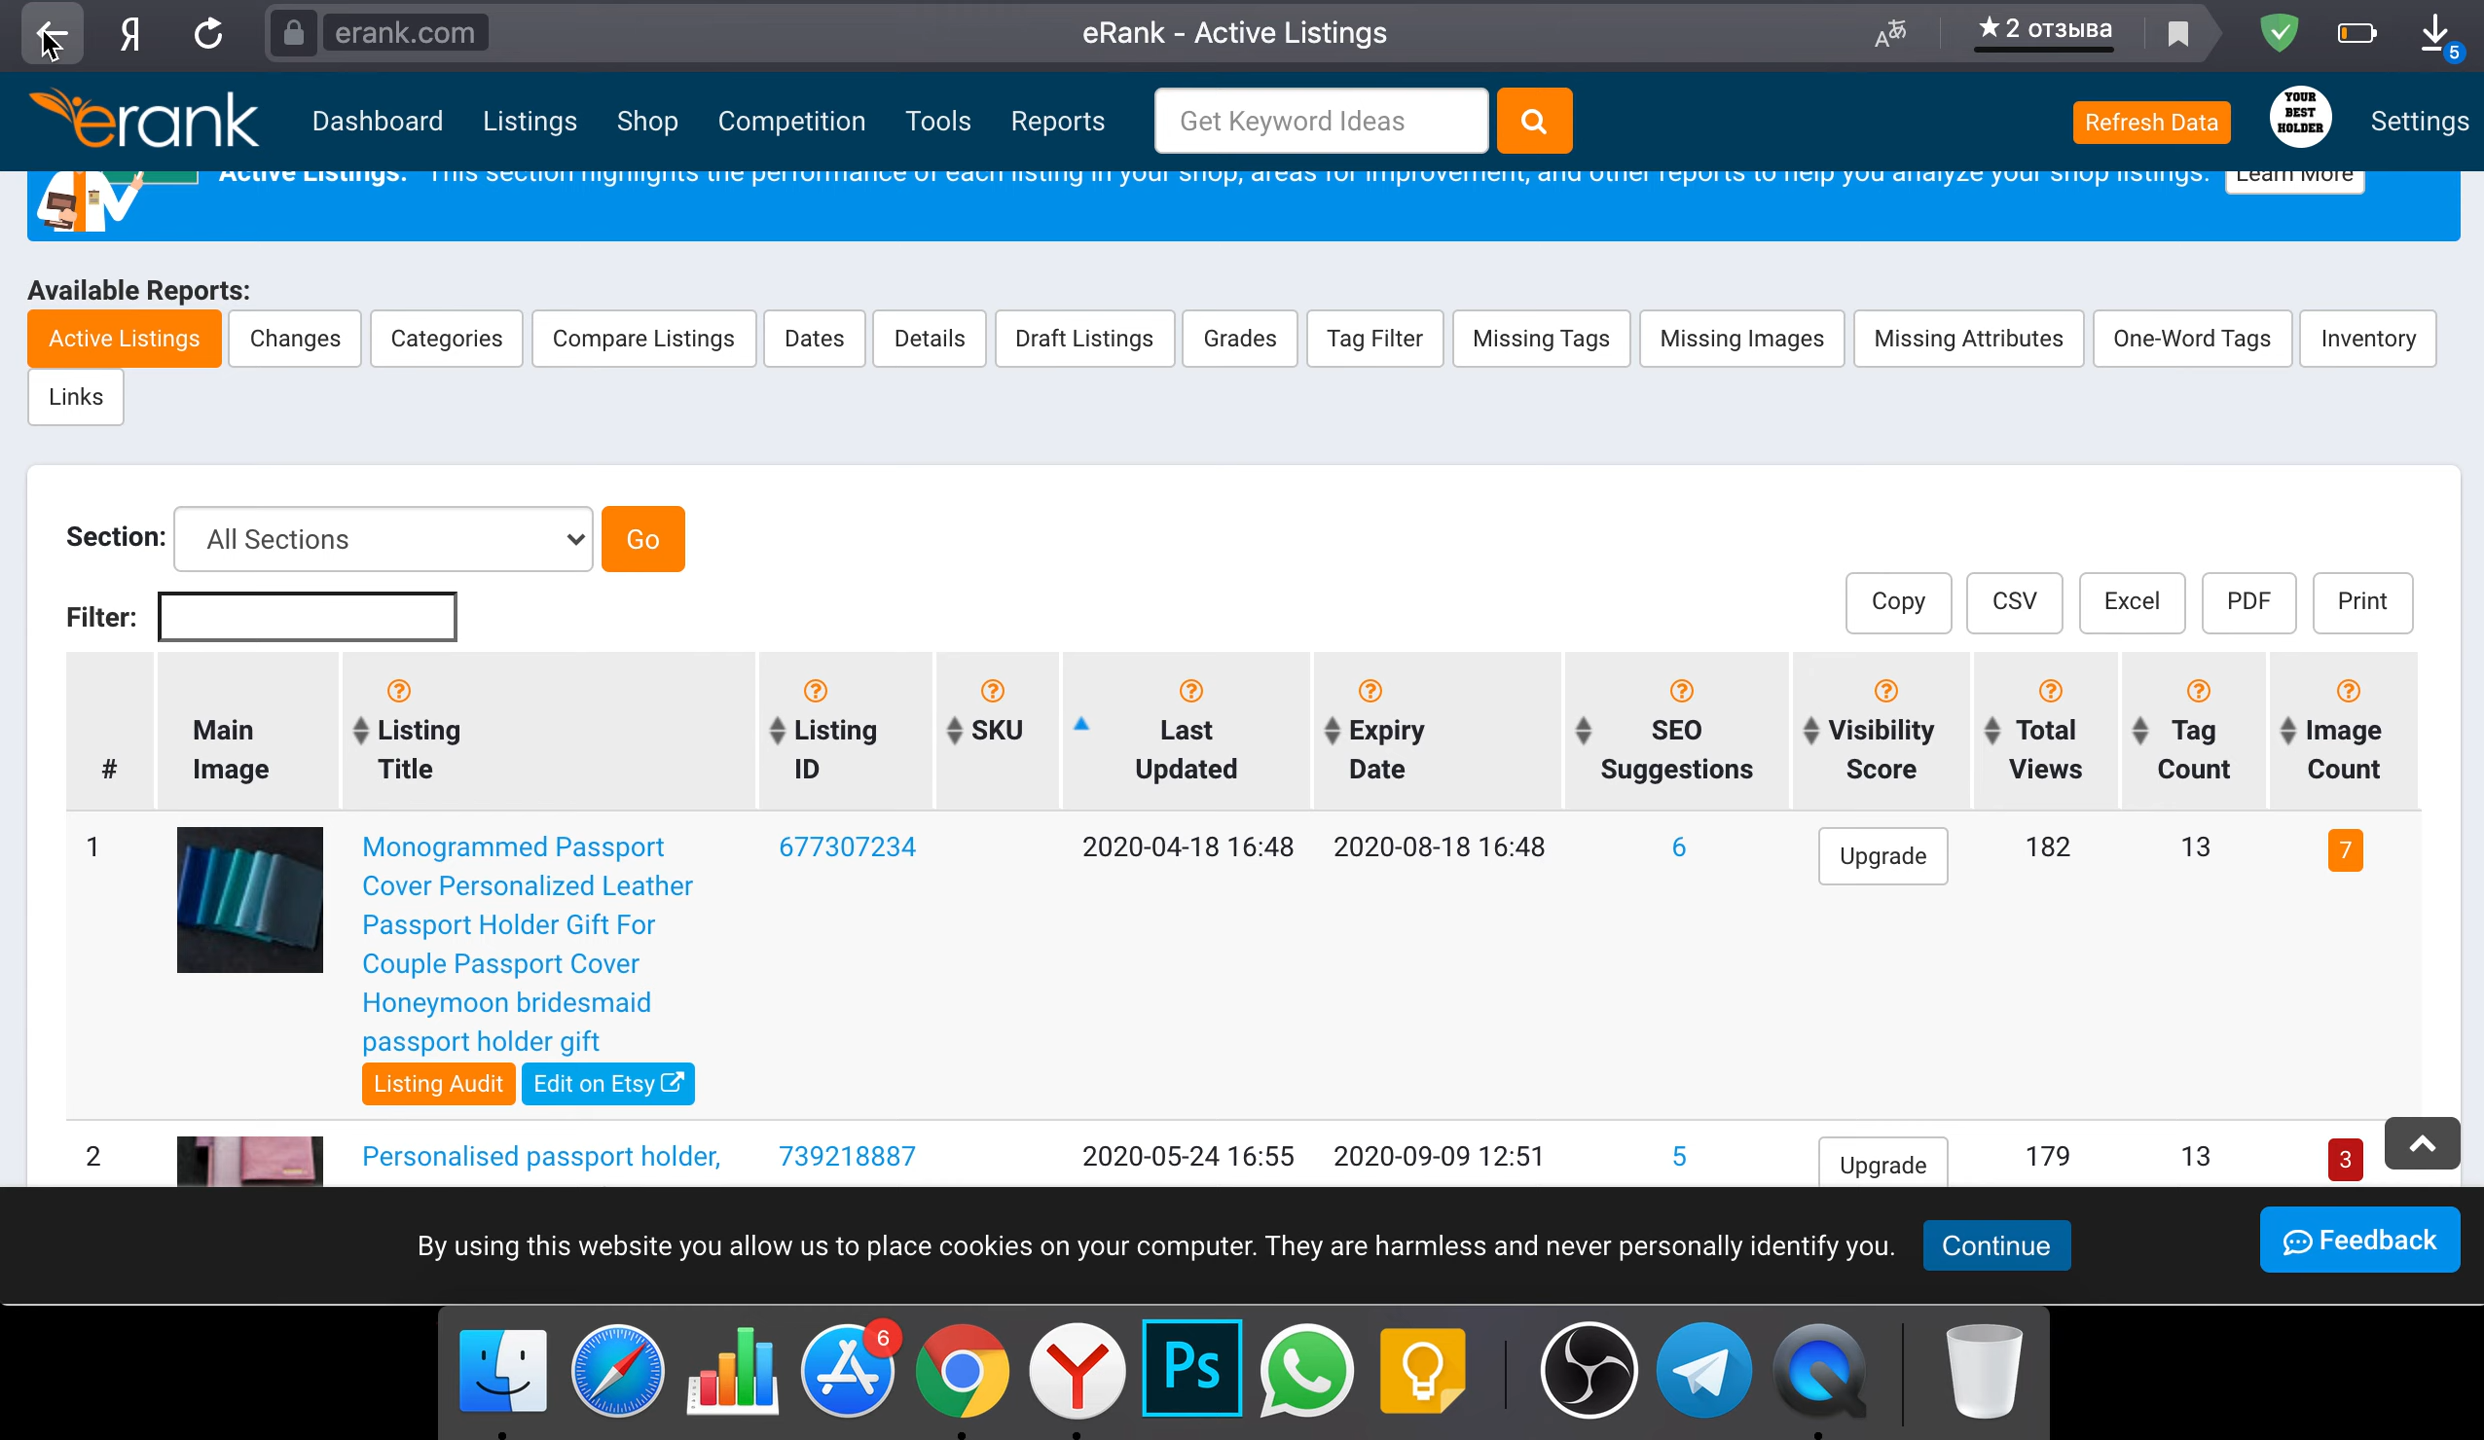 Я erank.com eRank - Active Listings ★ 2 отзыва 5
erank Dashboard Listings Shop Competition Tools Reports Get Keyword Ideas Refresh Data YOUR BEST HOLDER Settings
Active Listings: This section highlights the performance of each listing in your shop, areas for improvement, and other reports to help you analyze your shop listings. Learn More
Available Reports:
Active Listings Changes Categories Compare Listings Dates Details Draft Listings Grades Tag Filter Missing Tags Missing Images Missing Attributes One-Word Tags Inventory
Links
Section: All Sections Go
Filter:
Copy CSV Excel PDF Print
# Main Image Listing Title Listing ID SKU Last Updated Expiry Date SEO Suggestions Visibility Score Total Views Tag Count Image Count
1 Monogrammed Passport 677307234 2020-04-18 16:48 2020-08-18 16:48 6 Upgrade 182 13 7
Cover Personalized Leather
Passport Holder Gift For
Couple Passport Cover
Honeymoon bridesmaid
passport holder gift
Listing Audit Edit on Etsy
2 Personalised passport holder, 739218887 2020-05-24 16:55 2020-09-09 12:51 5 Upgrade 179 13 3
By using this website you allow us to place cookies on your computer. They are harmless and never personally identify you. Continue Feedback
6 Ps